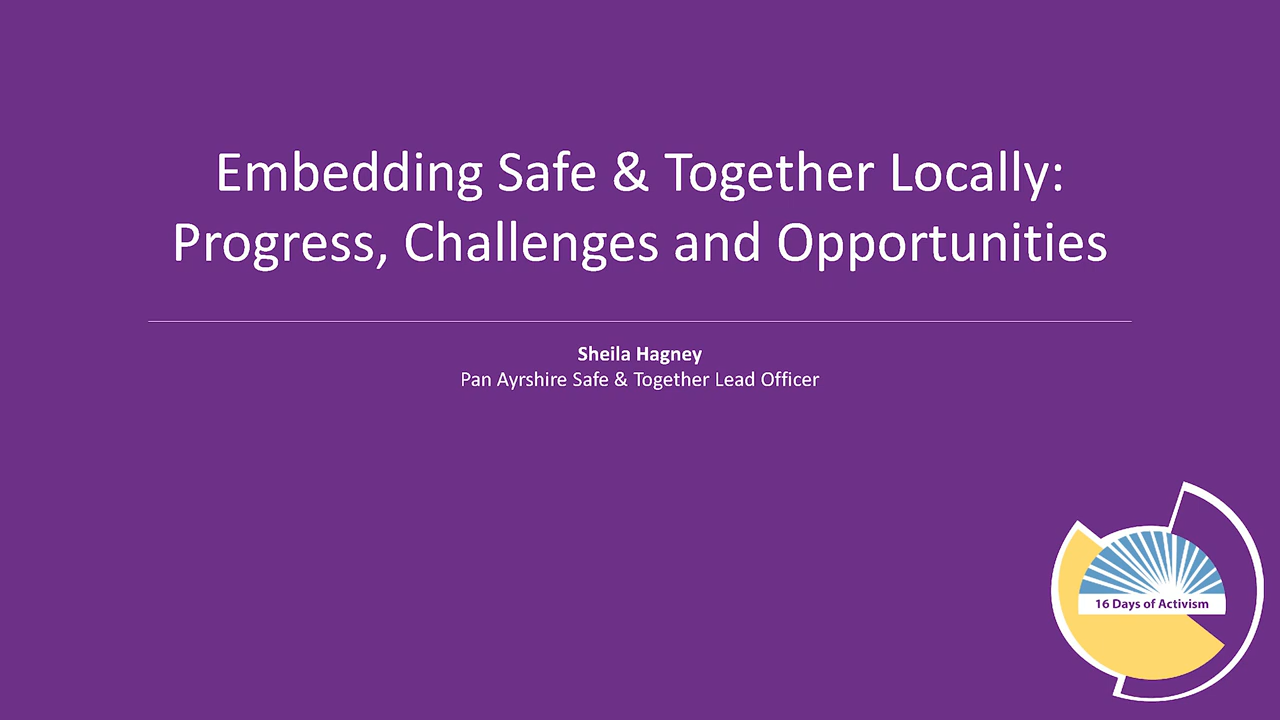 Embedding Safe & Together Locally:
Progress, Challenges and Opportunities
Sheila Hagney
Pan Ayrshire Safe & Together Lead Officer
16 Days of Activism